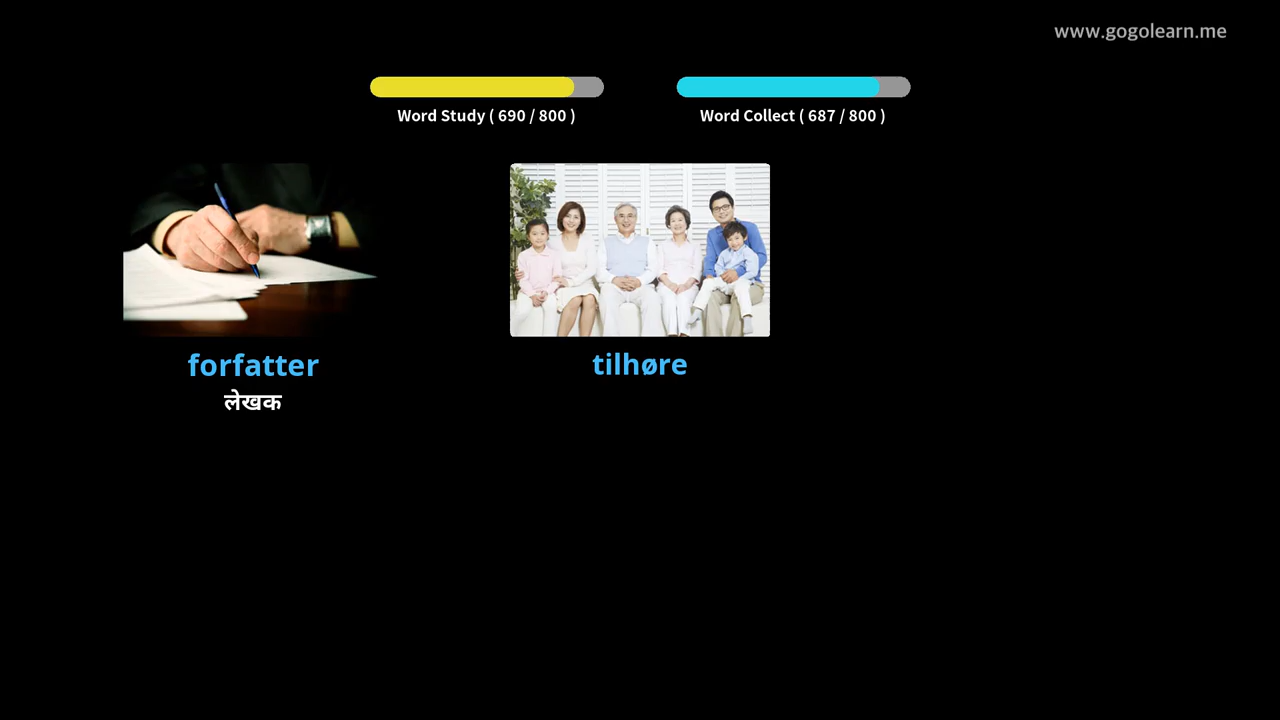 www.gogolearn.me
Word Study ( 690 / 800 )
Word Collect ( 687 / 800 )
forfatter
लेखक
tilhøre